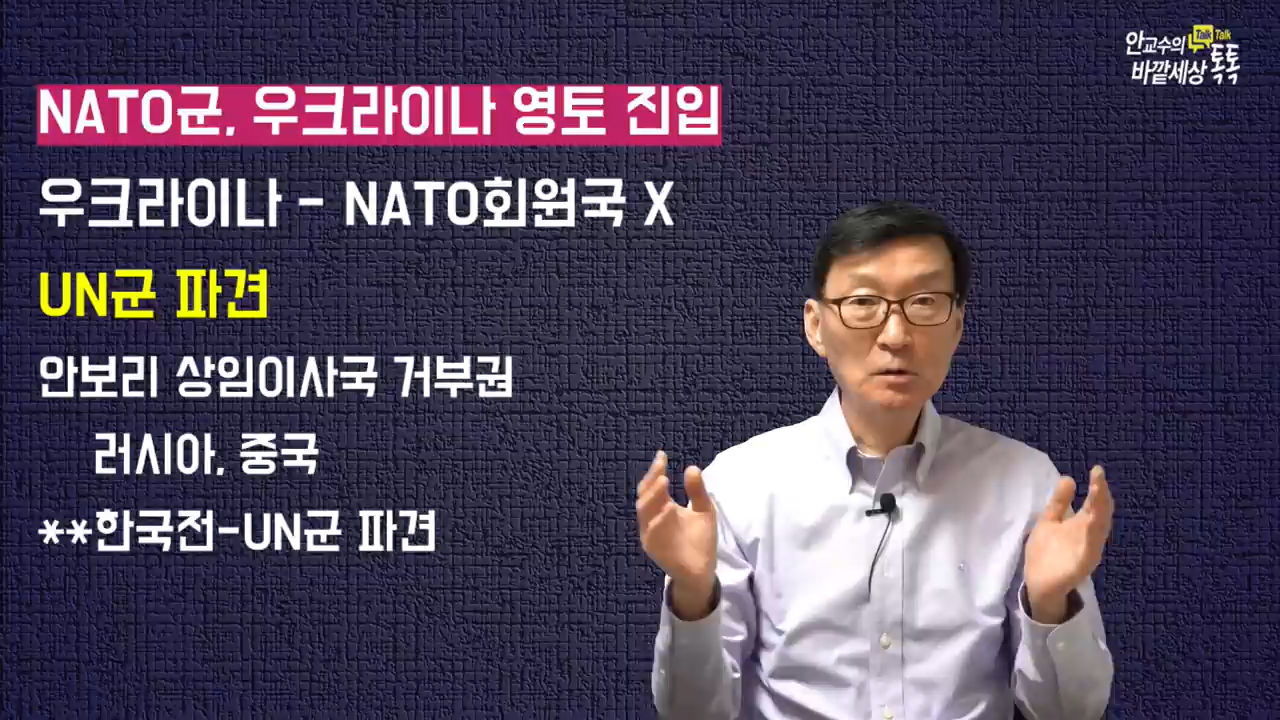 NATO군, 우크라이나 영토 진입
우크라이나 - NATO회원국 X
UN군 파견
안보리 상임이사국 거부권
러시아, 중국
**한국전-UN군 파견
안교수의 Talk Talk
바깥세상 톡톡